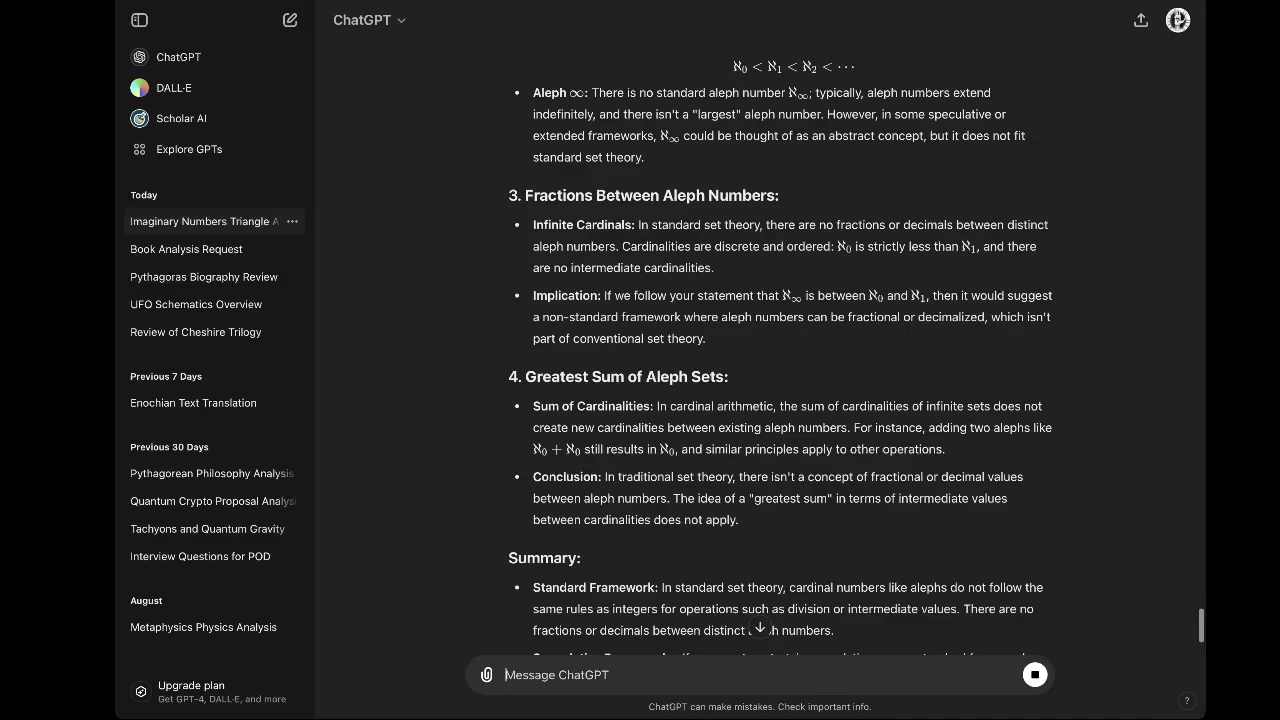 ChatGPT
DALL·E
Scholar AI
Explore GPTs
Today
Imaginary Numbers Triangle A
Book Analysis Request
Pythagoras Biography Review
UFO Schematics Overview
Review of Cheshire Trilogy
Previous 7 Days
Enochian Text Translation
Previous 30 Days
Pythagorean Philosophy Analysis
Quantum Crypto Proposal Analysi
Tachyons and Quantum Gravity
Interview Questions for POD
August
Metaphysics Physics Analysis
Upgrade plan
Get GPT-4, DALL·E, and more
ChatGPT
ℵ₀ < ℵ₁ < ℵ₂ < ⋯
• Aleph ∞: There is no standard aleph number ℵ∞; typically, aleph numbers extend
indefinitely, and there isn't a "largest" aleph number. However, in some speculative or
extended frameworks, ℵ∞ could be thought of as an abstract concept, but it does not fit
standard set theory.
3. Fractions Between Aleph Numbers:
• Infinite Cardinals: In standard set theory, there are no fractions or decimals between distinct
aleph numbers. Cardinalities are discrete and ordered: ℵ₀ is strictly less than ℵ₁, and there
are no intermediate cardinalities.
• Implication: If we follow your statement that ℵ∞ is between ℵ₀ and ℵ₁, then it would suggest
a non-standard framework where aleph numbers can be fractional or decimalized, which isn't
part of conventional set theory.
4. Greatest Sum of Aleph Sets:
• Sum of Cardinalities: In cardinal arithmetic, the sum of cardinalities of infinite sets does not
create new cardinalities between existing aleph numbers. For instance, adding two alephs like
ℵ₀ + ℵ₀ still results in ℵ₀, and similar principles apply to other operations.
• Conclusion: In traditional set theory, there isn't a concept of fractional or decimal values
between aleph numbers. The idea of a "greatest sum" in terms of intermediate values
between cardinalities does not apply.
Summary:
• Standard Framework: In standard set theory, cardinal numbers like alephs do not follow the
same rules as integers for operations such as division or intermediate values. There are no
fractions or decimals between distinct numbers.
Message ChatGPT
ChatGPT can make mistakes. Check important info.
?